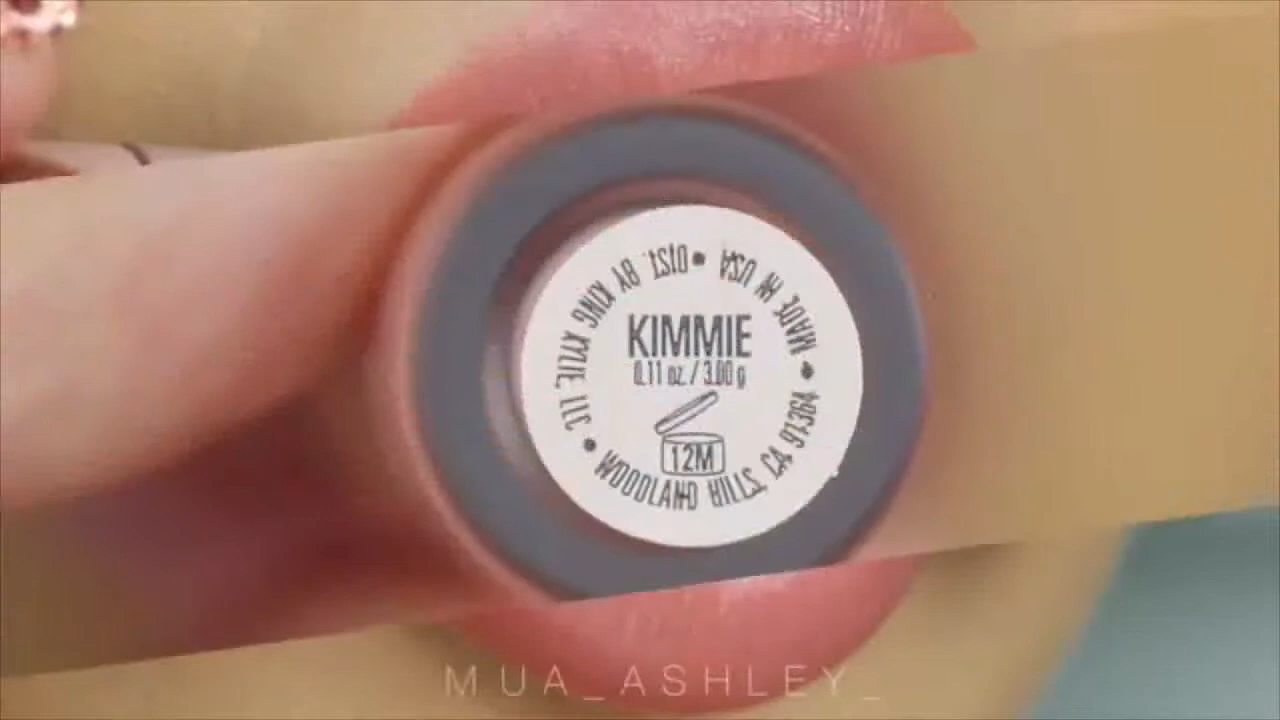 KIMMIE
0.11 oz. / 3.00 g
12M
DIST. BY KING KYLIE, LLC • WOODLAND HILLS, CA 91364 • MADE IN USA •
MUA_ASHLEY_